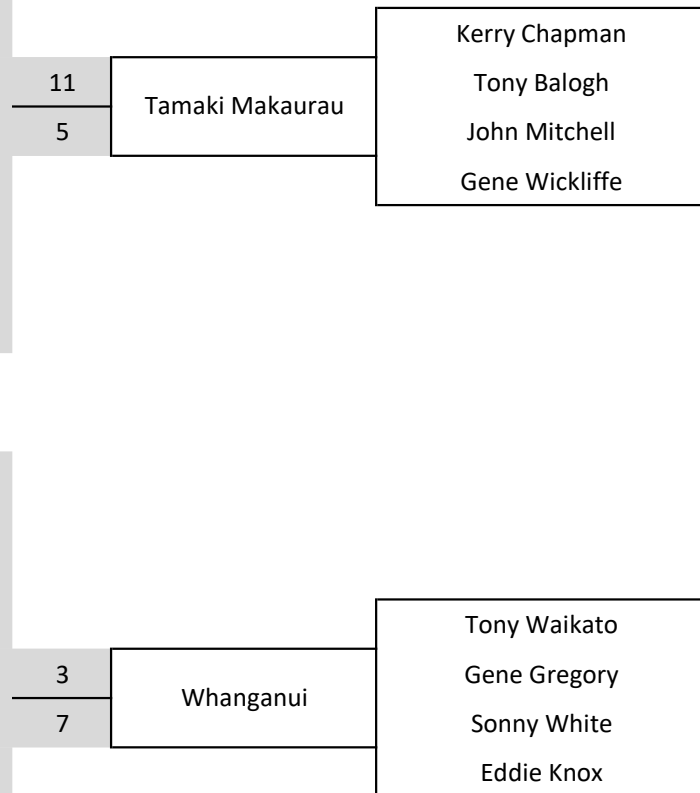 Kerry Chapman
11
Tamaki Makaurau
Tony Balogh
5
John Mitchell
Gene Wickliffe
Tony Waikato
3
Whanganui
Gene Gregory
7
Sonny White
Eddie Knox